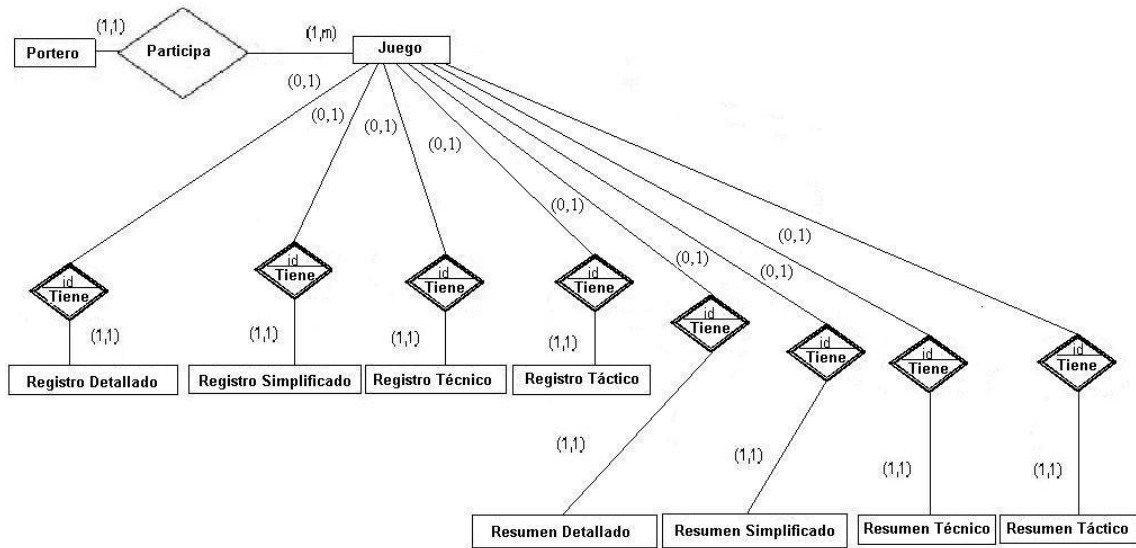 (1,1)
(1,m)
Portero
Participa
Juego
(0,1)
(0,1)
(0,1)
(0,1)
(0,1)
(0,1)
(0,1)
(0,1)
id
Tiene
id
Tiene
id
Tiene
id
Tiene
id
Tiene
id
Tiene
id
Tiene
id
Tiene
(1,1)
(1,1)
(1,1)
(1,1)
Registro Detallado
Registro Simplificado
Registro Técnico
Registro Táctico
(1,1)
(1,1)
(1,1)
(1,1)
Resumen Detallado
Resumen Simplificado
Resumen Técnico
Resumen Táctico